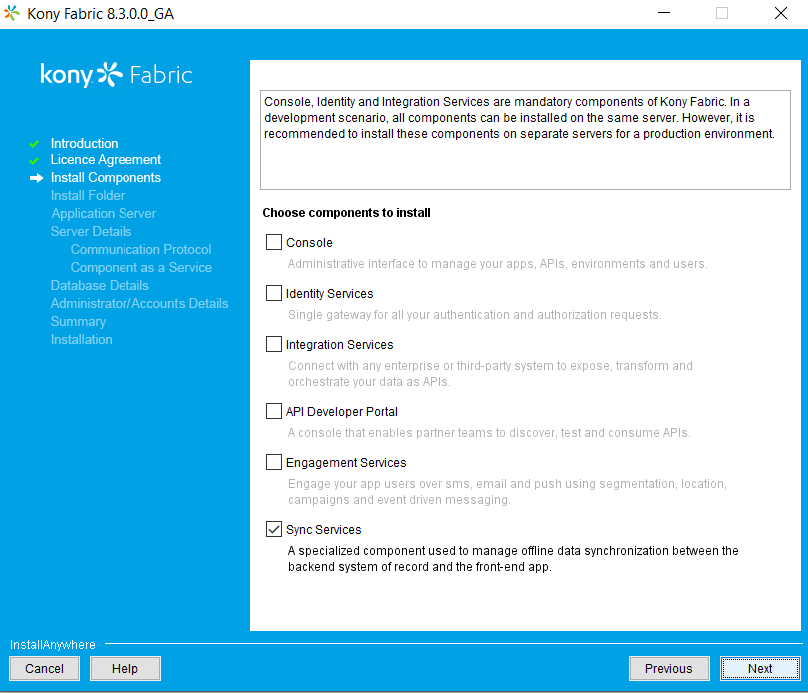 Kony Fabric 8.3.0.0_GA
kony Fabric
Introduction
Licence Agreement
Install Components
Install Folder
Application Server
Server Details
Communication Protocol
Component as a Service
Database Details
Administrator/Accounts Details
Summary
Installation
Console, Identity and Integration Services are mandatory components of Kony Fabric. In a
development scenario, all components can be installed on the same server. However, it is
recommended to install these components on separate servers for a production environment.
Choose components to install
Console
Administrative interface to manage your apps, APIs, environments and users.
Identity Services
Single gateway for all your authentication and authorization requests.
Integration Services
Connect with any enterprise or third-party system to expose, transform and
orchestrate your data as APIs.
API Developer Portal
A console that enables partner teams to discover, test and consume APIs.
Engagement Services
Engage your app users over sms, email and push using segmentation, location,
campaigns and event driven messaging.
Sync Services
A specialized component used to manage offline data synchronization between the
backend system of record and the front-end app.
InstallAnywhere
Cancel
Help
Previous
Next